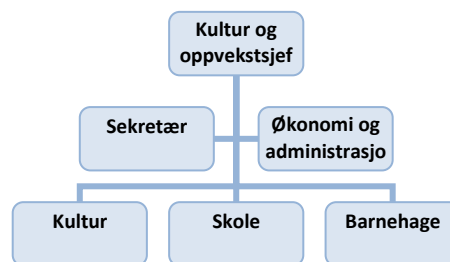 Kultur og
oppvekstsjef
Sekretær
Økonomi og
administrasjo
Kultur
Skole
Barnehage